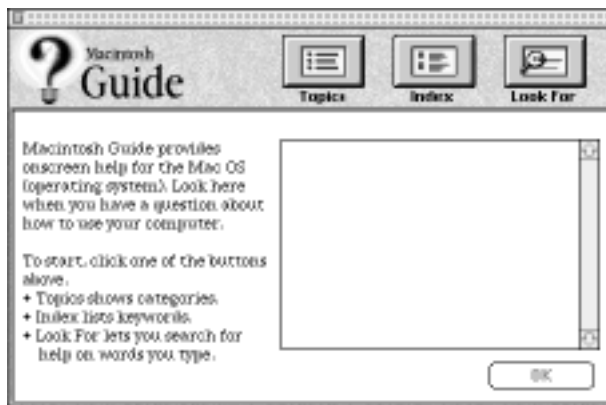 Macintosh
Guide
Topics
Index
Look For
Macintosh Guide provides
onscreen help for the Mac OS
(operating system). Look here
when you have a question about
how to use your computer.
To start, click one of the buttons
above.
+ Topics shows categories.
+ Index lists keywords.
+ Look For lets you search for
help on words you type.
OK